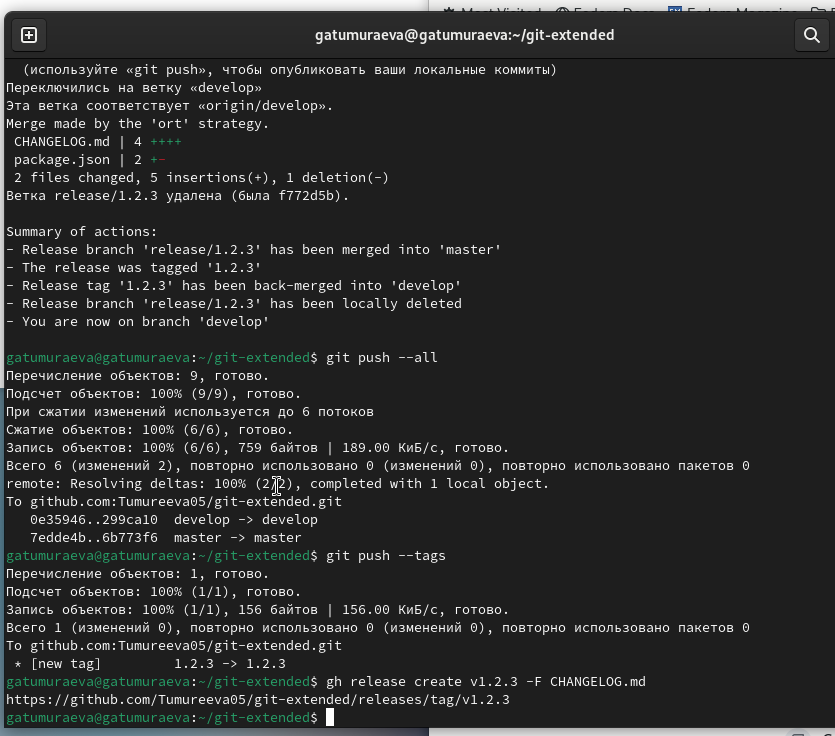 gatumuraeva@gatumuraeva:~/git-extended
(используйте «git push», чтобы опубликовать ваши локальные коммиты)
Переключились на ветку «develop»
Эта ветка соответствует «origin/develop».
Merge made by the 'ort' strategy.
CHANGELOG.md | 4 ++++
package.json | 2 +-
2 files changed, 5 insertions(+), 1 deletion(-)
Ветка release/1.2.3 удалена (была f772d5b).
Summary of actions:
- Release branch 'release/1.2.3' has been merged into 'master'
- The release was tagged '1.2.3'
- Release tag '1.2.3' has been back-merged into 'develop'
- Release branch 'release/1.2.3' has been locally deleted
- You are now on branch 'develop'
gatumuraeva@gatumuraeva:~/git-extended$ git push --all
Перечисление объектов: 9, готово.
Подсчет объектов: 100% (9/9), готово.
При сжатии изменений используется до 6 потоков
Сжатие объектов: 100% (6/6), готово.
Запись объектов: 100% (6/6), 759 байтов | 189.00 КиБ/с, готово.
Всего 6 (изменений 2), повторно использовано 0 (изменений 0), повторно использовано пакетов 0
remote: Resolving deltas: 100% (2/2), completed with 1 local object.
To github.com:Tumureeva05/git-extended.git
0e35946..299ca10  develop -> develop
7edde4b..6b773f6  master -> master
gatumuraeva@gatumuraeva:~/git-extended$ git push --tags
Перечисление объектов: 1, готово.
Подсчет объектов: 100% (1/1), готово.
Запись объектов: 100% (1/1), 156 байтов | 156.00 КиБ/с, готово.
Всего 1 (изменений 0), повторно использовано 0 (изменений 0), повторно использовано пакетов 0
To github.com:Tumureeva05/git-extended.git
* [new tag]         1.2.3 -> 1.2.3
gatumuraeva@gatumuraeva:~/git-extended$ gh release create v1.2.3 -F CHANGELOG.md
https://github.com/Tumureeva05/git-extended/releases/tag/v1.2.3
gatumuraeva@gatumuraeva:~/git-extended$